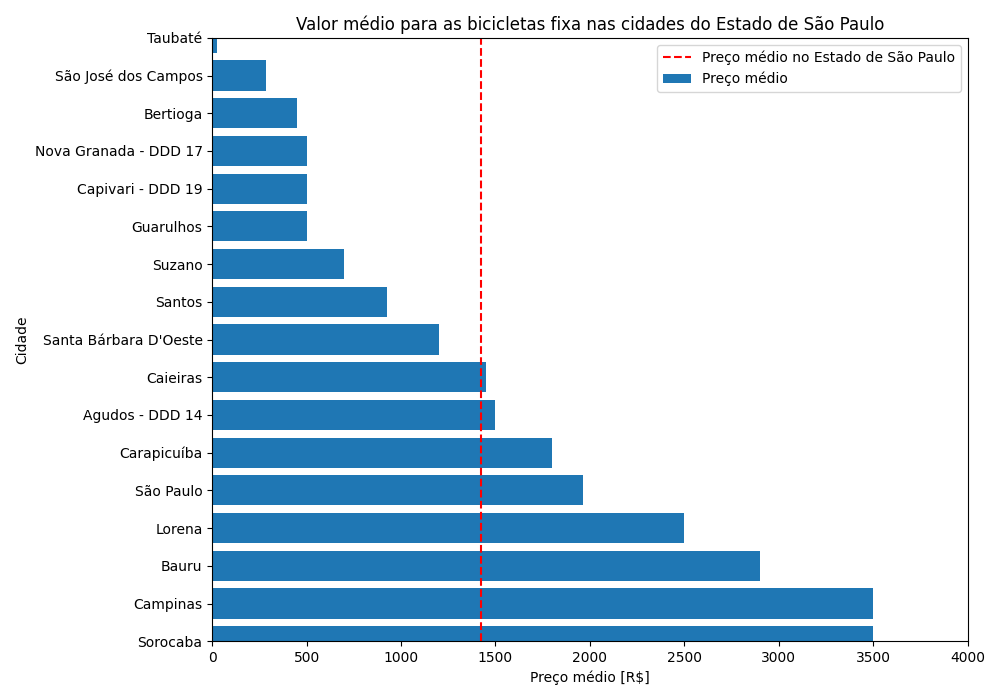 Valor médio para as bicicletas fixa nas cidades do Estado de São Paulo
Preço médio no Estado de São Paulo
Preço médio
Cidade
Taubaté
São José dos Campos
Bertioga
Nova Granada - DDD 17
Capivari - DDD 19
Guarulhos
Suzano
Santos
Santa Bárbara D'Oeste
Caieiras
Agudos - DDD 14
Carapicuíba
São Paulo
Lorena
Bauru
Campinas
Sorocaba
0 500 1000 1500 2000 2500 3000 3500 4000
Preço médio [R$]